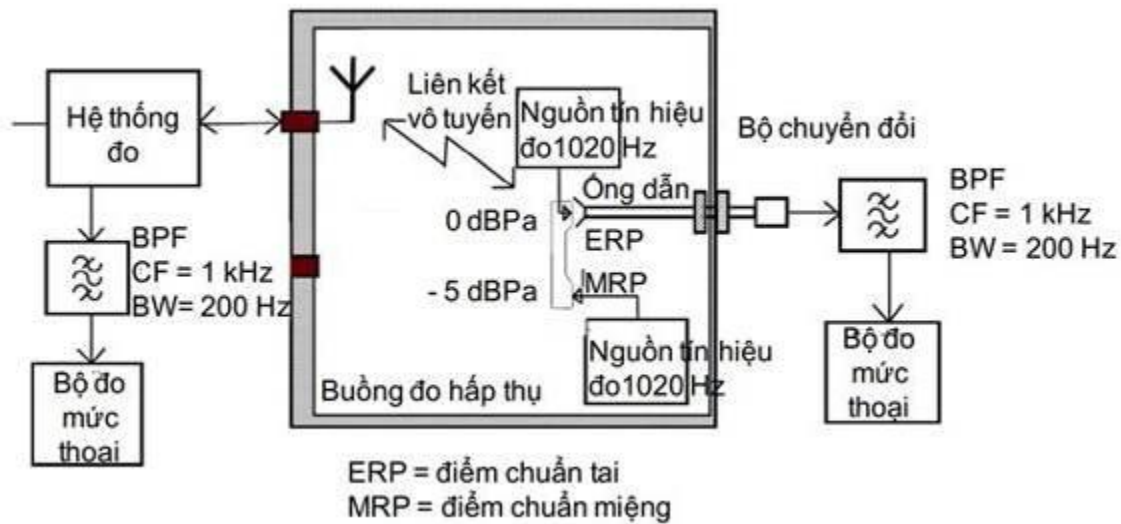 Hệ thống
đo
BPF
CF = 1 kHz
BW= 200 Hz
Bộ đo
mức
thoại
Liên kết
vô tuyến
Nguồn tín hiệu
đo1020 Hz
Ống dẫn
0 dBPa
ERP
- 5 dBPa
MRP
Nguồn tín hiệu
đo1020 Hz
Buồng đo hấp thụ
Bộ chuyển đổi
BPF
CF = 1 kHz
BW = 200 Hz
Bộ đo
mức
thoại
ERP = điểm chuẩn tai
MRP = điểm chuẩn miệng